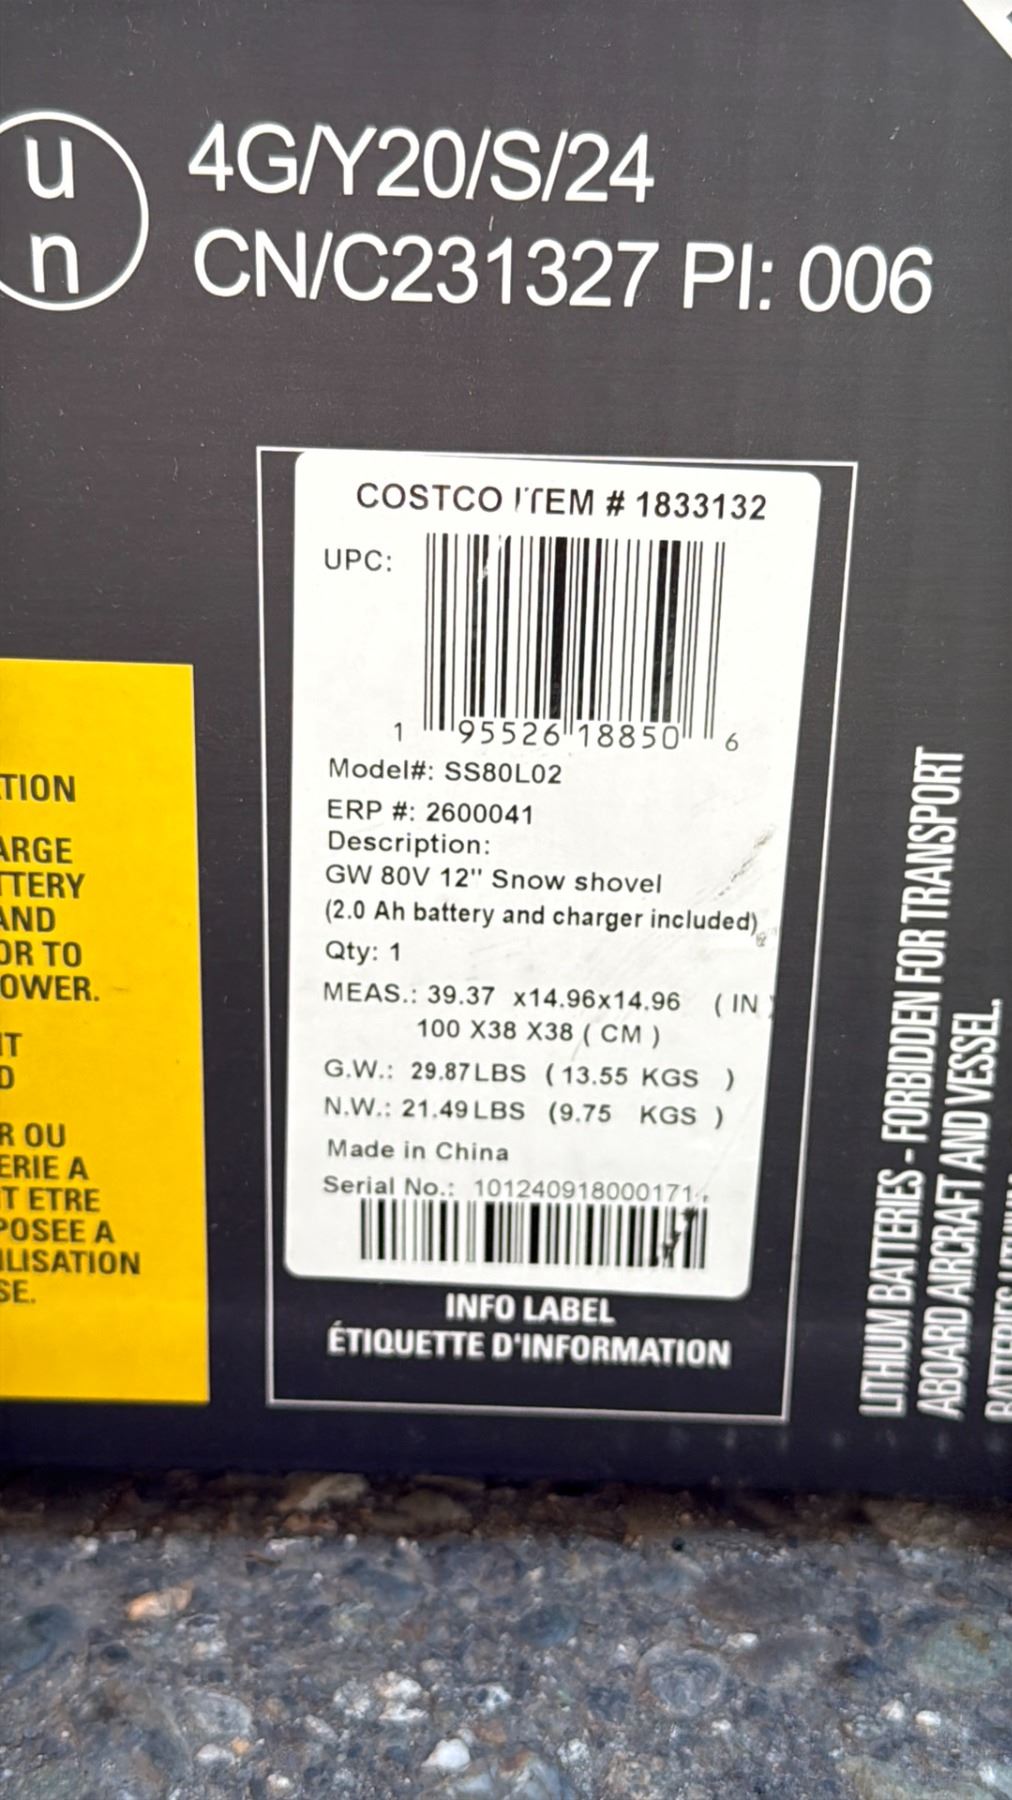 u
n
4G/Y20/S/24
CN/C231327 PI: 006
COSTCO ITEM # 1833132
UPC:
1 95526 18850 6
Model#: SS80L02
ERP #: 2600041
Description:
GW 80V 12" Snow shovel
(2.0 Ah battery and charger included)
Qty: 1
MEAS.: 39.37 x14.96x14.96 ( IN )
100 X38 X38 ( CM )
G.W.: 29.87LBS ( 13.55 KGS )
N.W.: 21.49LBS (9.75 KGS )
Made in China
Serial No.: 101240918000171
INFO LABEL
ÉTIQUETTE D'INFORMATION
TION
ARGE
TTERY
AND
OR TO
OWER.
IT
D
R OU
ERIE A
T ETRE
POSEE A
ILISATION
SE.
LITHIUM BATTERIES - FORBIDDEN FOR TRANSPORT
ABOARD AIRCRAFT AND VESSEL.